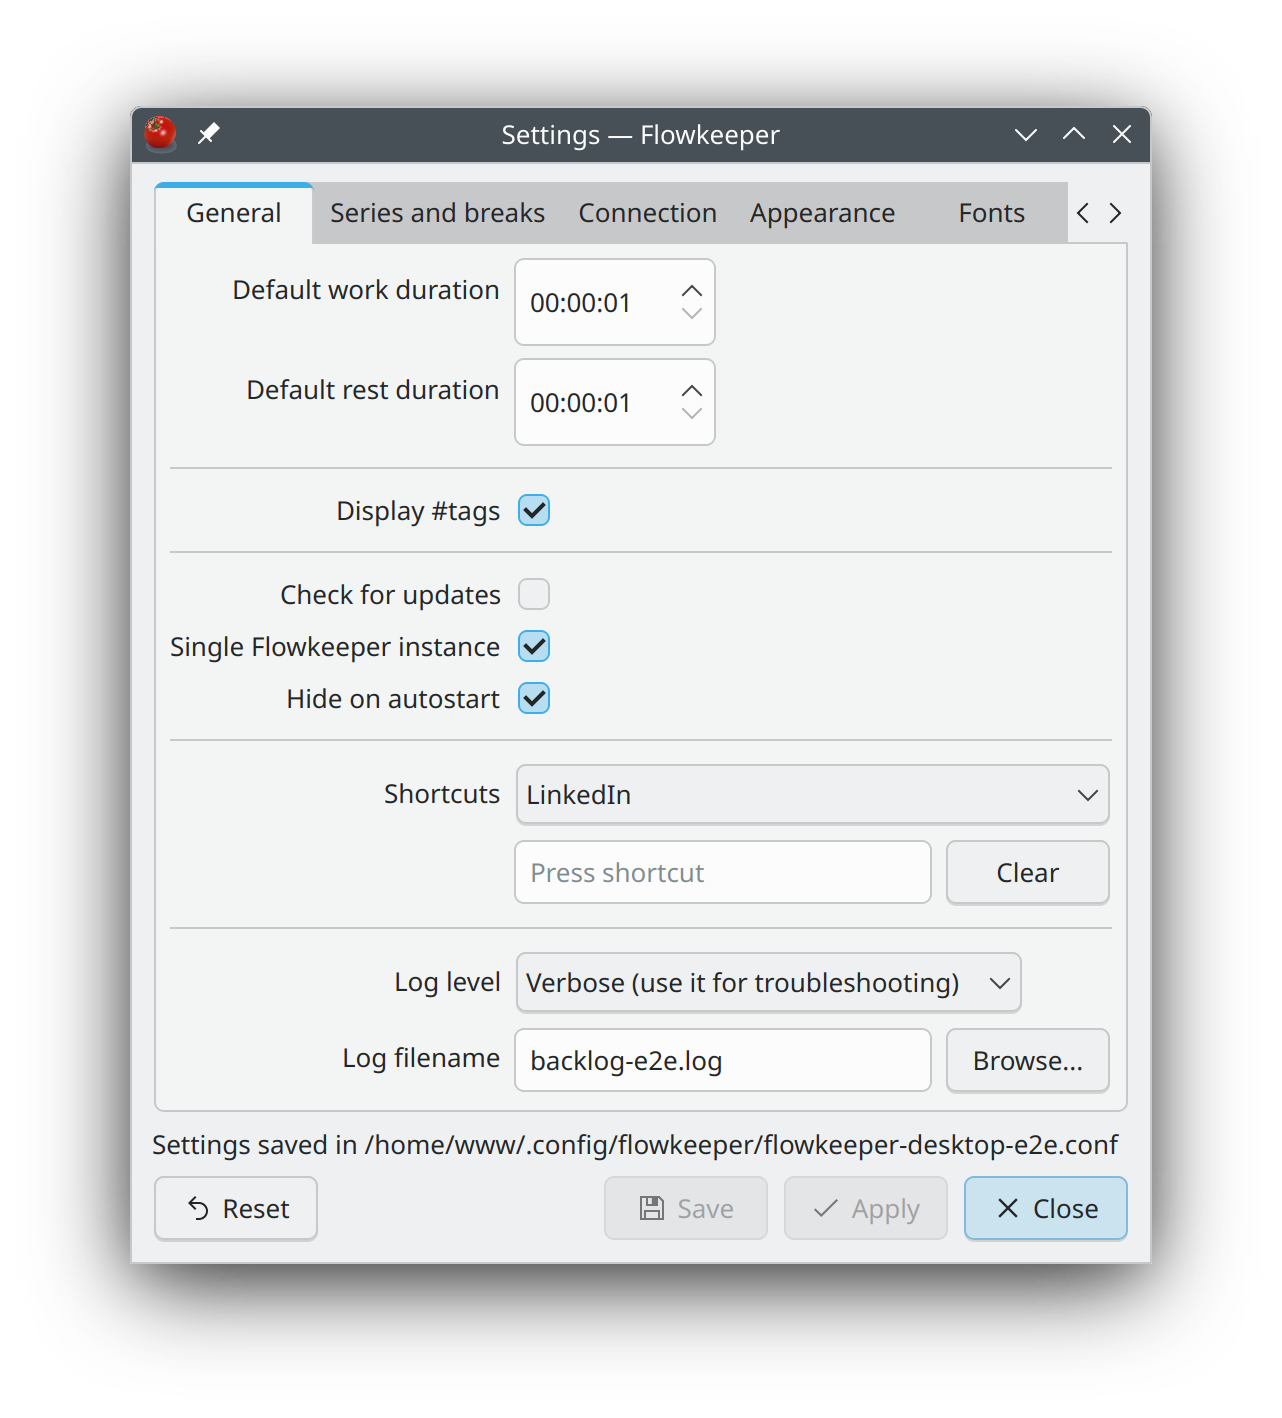 Settings — Flowkeeper
General Series and breaks Connection Appearance Fonts
Default work duration 00:00:01
Default rest duration 00:00:01
Display #tags
Check for updates
Single Flowkeeper instance
Hide on autostart
Shortcuts LinkedIn
Press shortcut Clear
Log level Verbose (use it for troubleshooting)
Log filename backlog-e2e.log Browse...
Settings saved in /home/www/.config/flowkeeper/flowkeeper-desktop-e2e.conf
Reset Save Apply Close